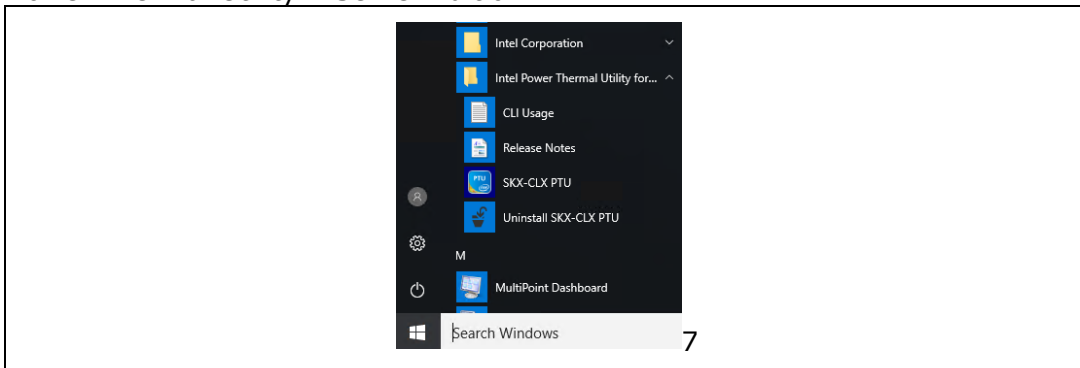 Intel Corporation
Intel Power Thermal Utility for...
CLI Usage
Release Notes
PTU
SKX-CLX PTU
Uninstall SKX-CLX PTU
M
MultiPoint Dashboard
Search Windows
7